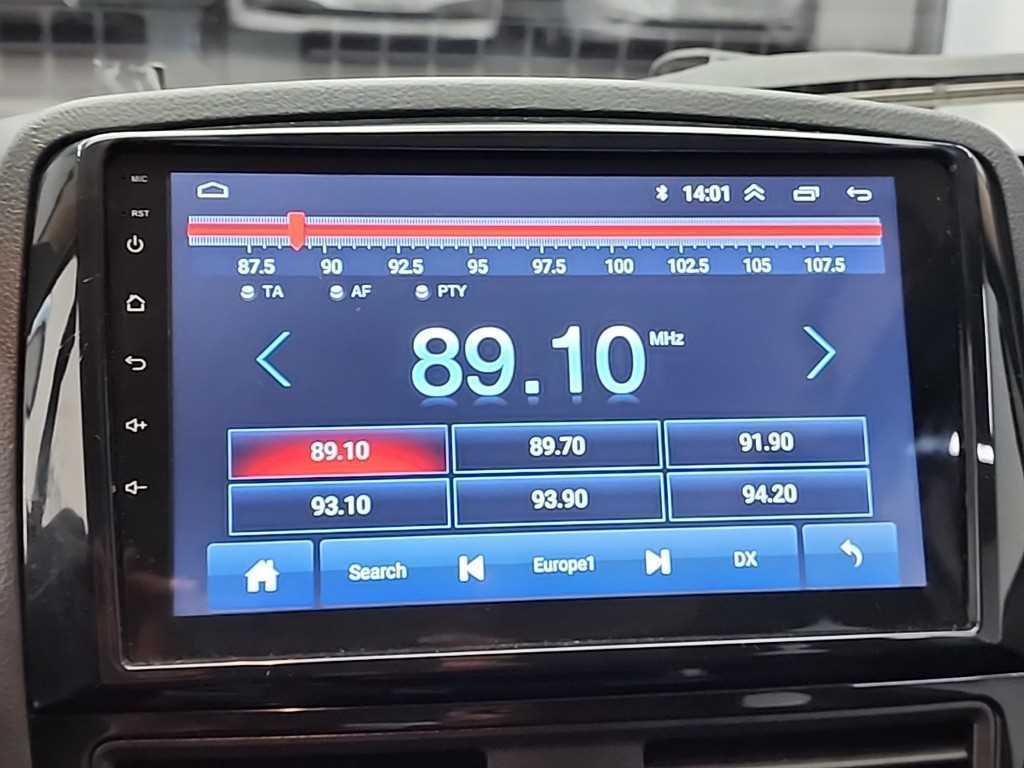 MIC
14:01
RST
87.5 90 92.5 95 97.5 100 102.5 105 107.5
TA AF PTY
89.10 MHz
89.10 89.70 91.90
93.10 93.90 94.20
Search Europe1 DX